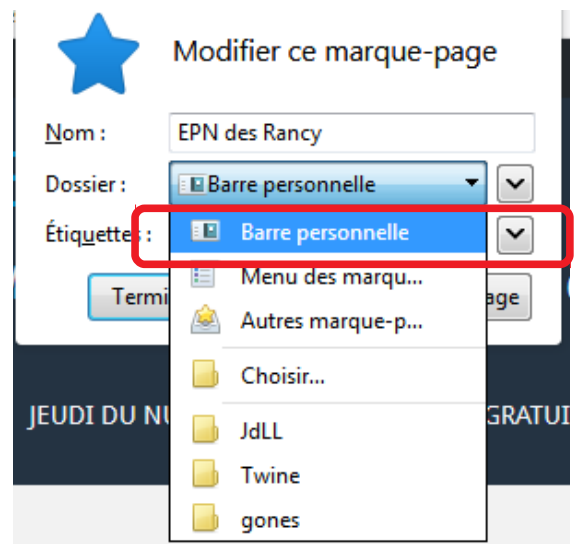 Modifier ce marque-page
Nom : EPN des Rancy
Dossier : Barre personnelle
Étiquettes : Barre personnelle
Menu des marqu...
Termi age
Autres marque-p...
Choisir...
JEUDI DU NU GRATUI
JdLL
Twine
gones